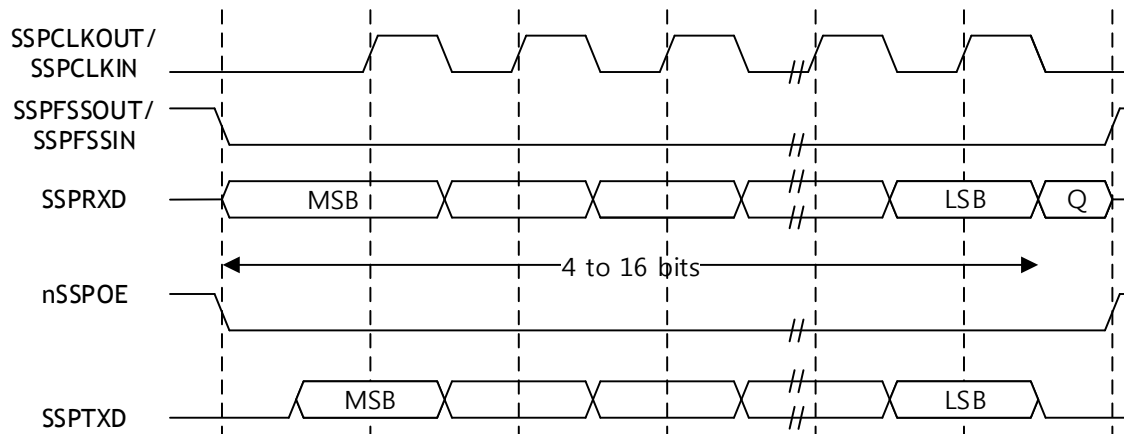 SSPCLKOUT/
SSPCLKIN
SSPFSSOUT/
SSPFSSIN
SSPRXD MSB LSB Q
4 to 16 bits
nSSPOE
SSPTXD MSB LSB